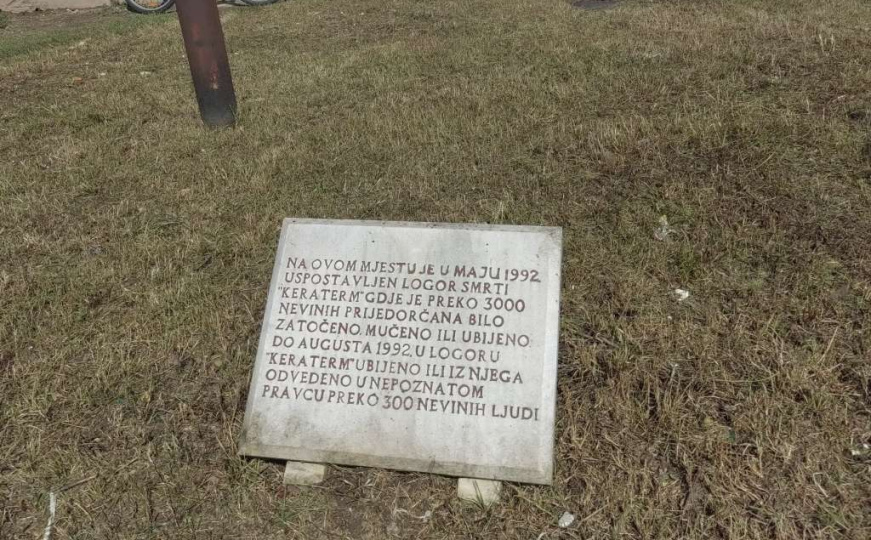 NA OVOM MJESTU JE U MAJU 1992
USPOSTAVLJEN LOGOR SMRTI
"KERATERM" GDJE JE PREKO 3000
NEVINIH PRIJEDORČANA BILO
ZATOČENO, MUČENO ILI UBIJENO
DO AUGUSTA 1992. U LOGORU
"KERATERM" UBIJENO ILI IZ NJEGA
ODVEDENO U NEPOZNATOM
PRAVCU PREKO 300 NEVINIH LJUDI